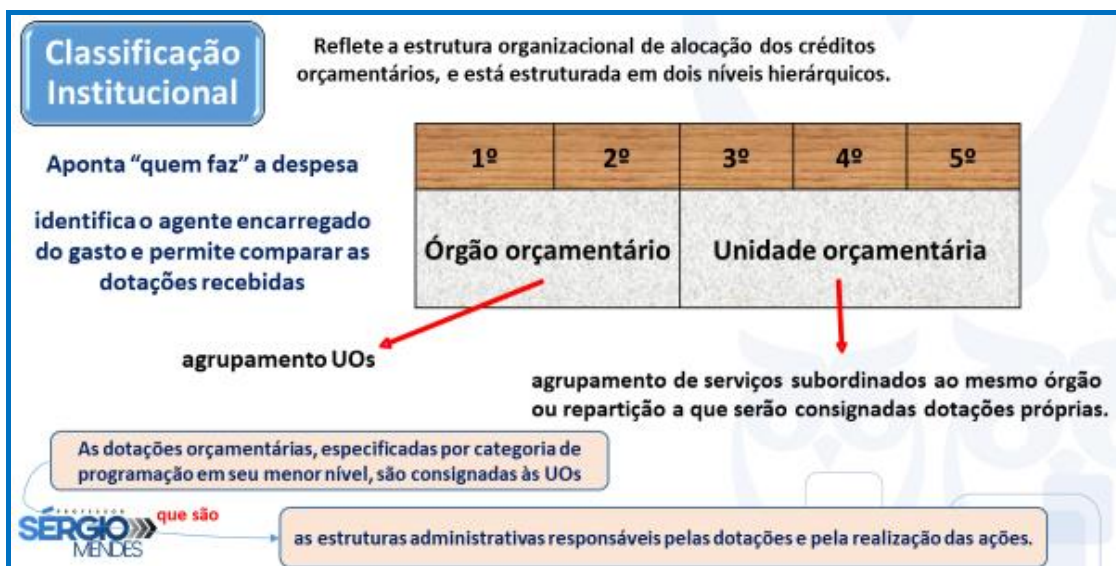 Classificação
Institucional
Reflete a estrutura organizacional de alocação dos créditos
orçamentários, e está estruturada em dois níveis hierárquicos.
Aponta “quem faz” a despesa
identifica o agente encarregado
do gasto e permite comparar as
dotações recebidas
1º 2º 3º 4º 5º
Órgão orçamentário Unidade orçamentária
agrupamento UOs
agrupamento de serviços subordinados ao mesmo órgão
ou repartição a que serão consignadas dotações próprias.
As dotações orçamentárias, especificadas por categoria de
programação em seu menor nível, são consignadas às UOs
que são
PROFESSOR
SÉRGIO
MENDES
as estruturas administrativas responsáveis pelas dotações e pela realização das ações.